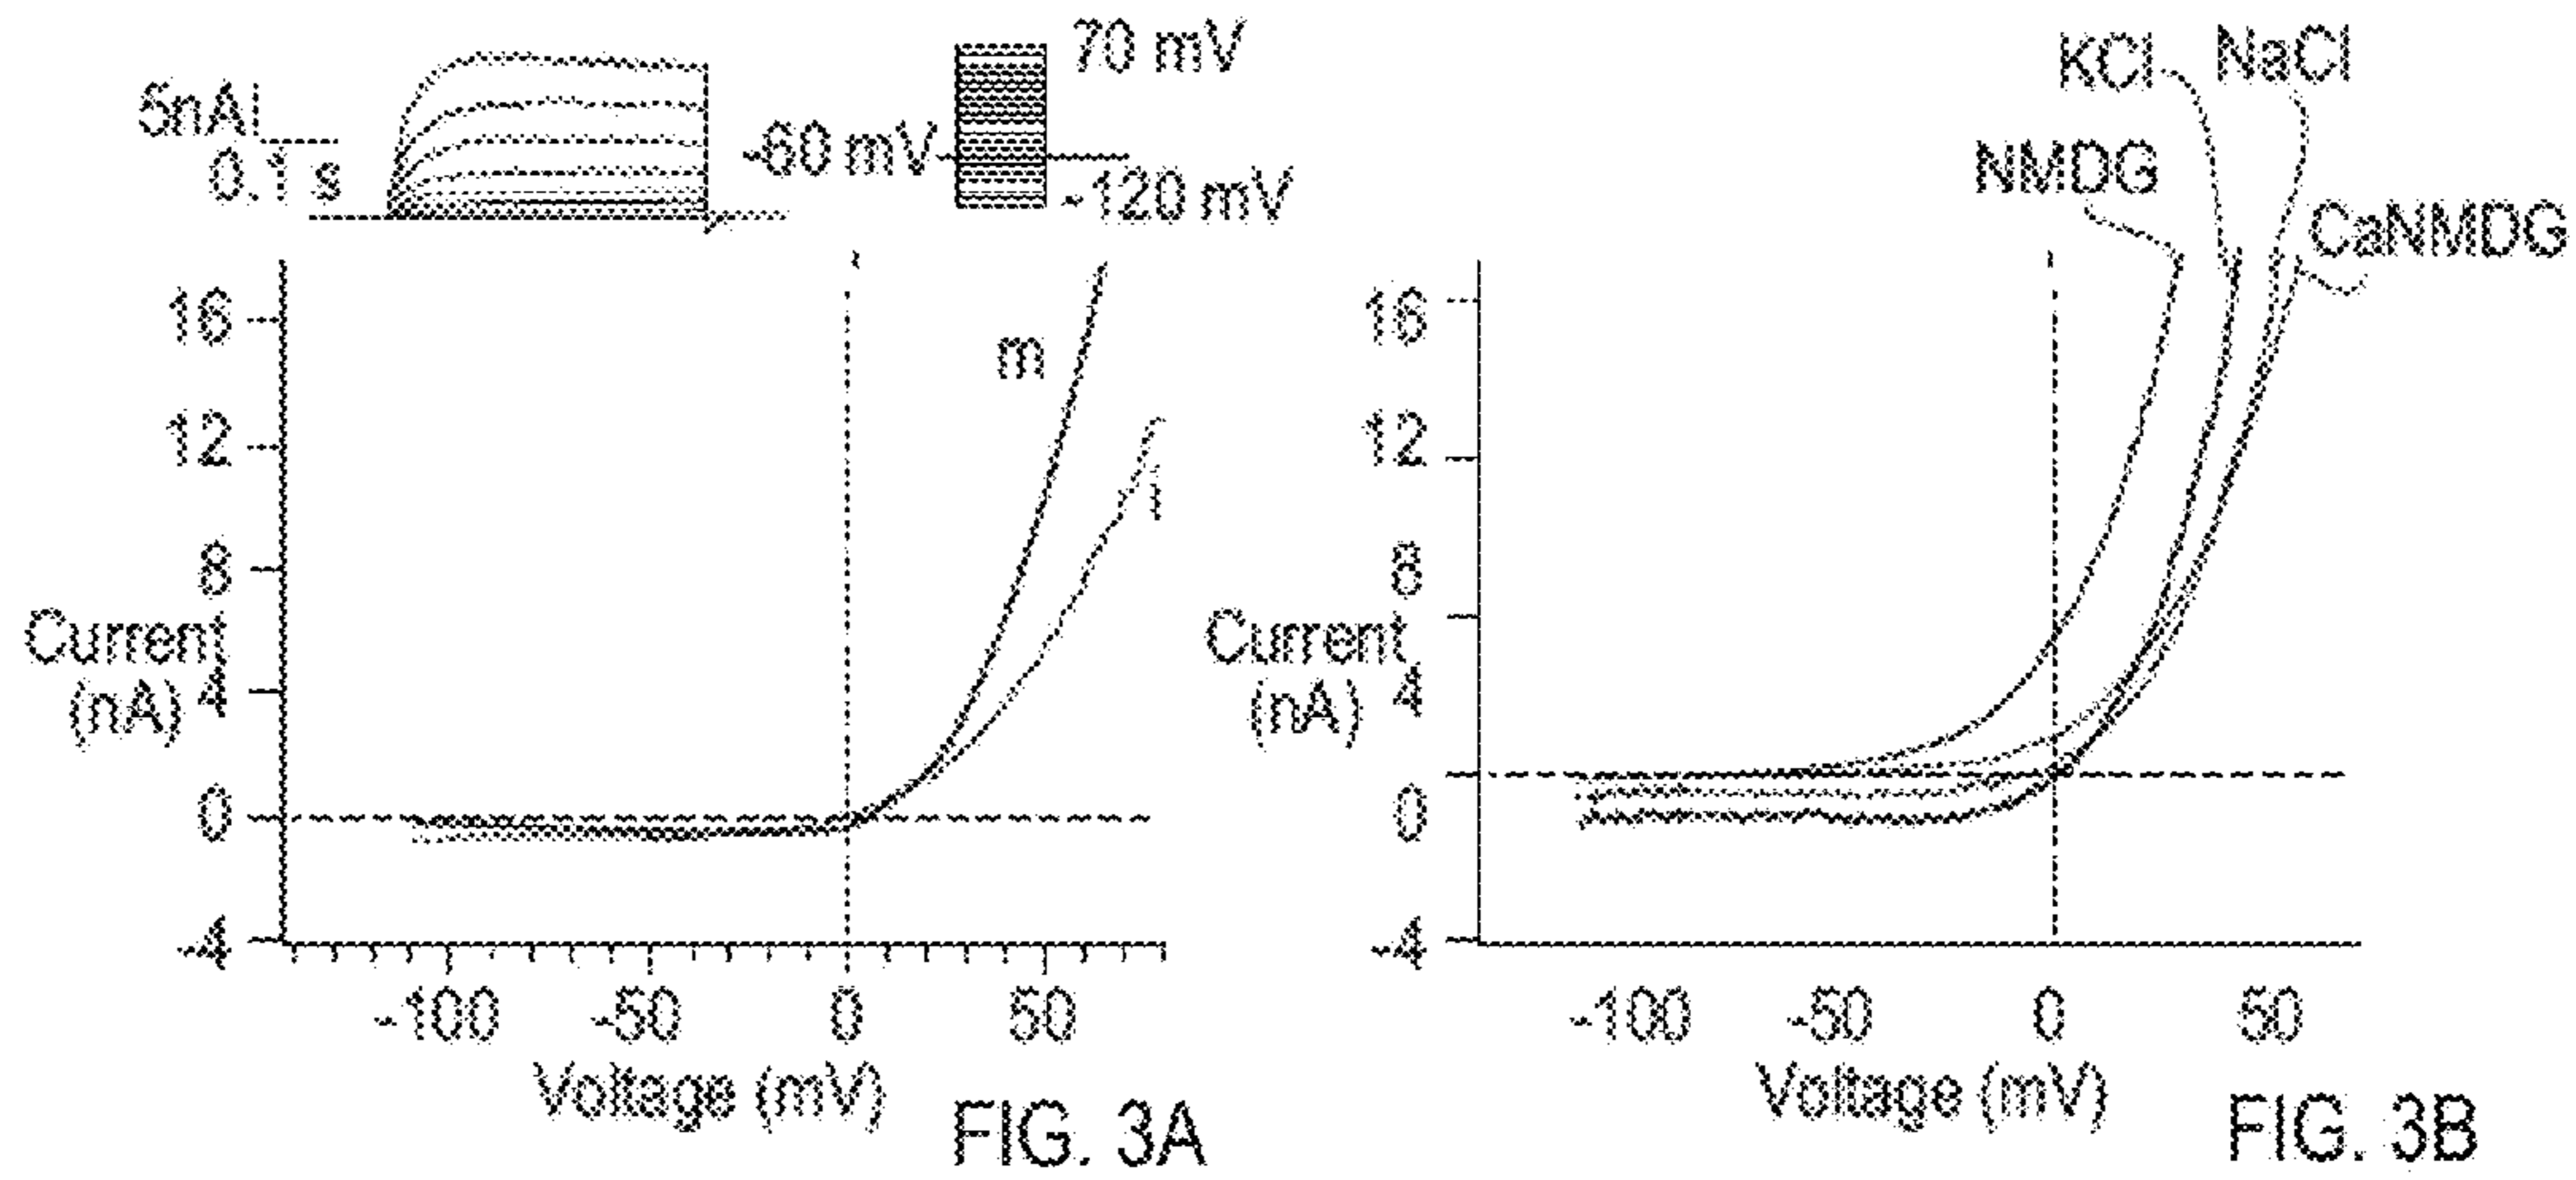 5nA
0.1 s
-60 mV
70 mV
-120 mV
16
12
8
4
0
-4
Current
(nA)
m
i
-100 -50 0 50
Voltage (mV)
FIG. 3A
KCl NaCl
NMDG
CaNMDG
16
12
8
4
0
-4
Current
(nA)
-100 -50 0 50
Voltage (mV)
FIG. 3B